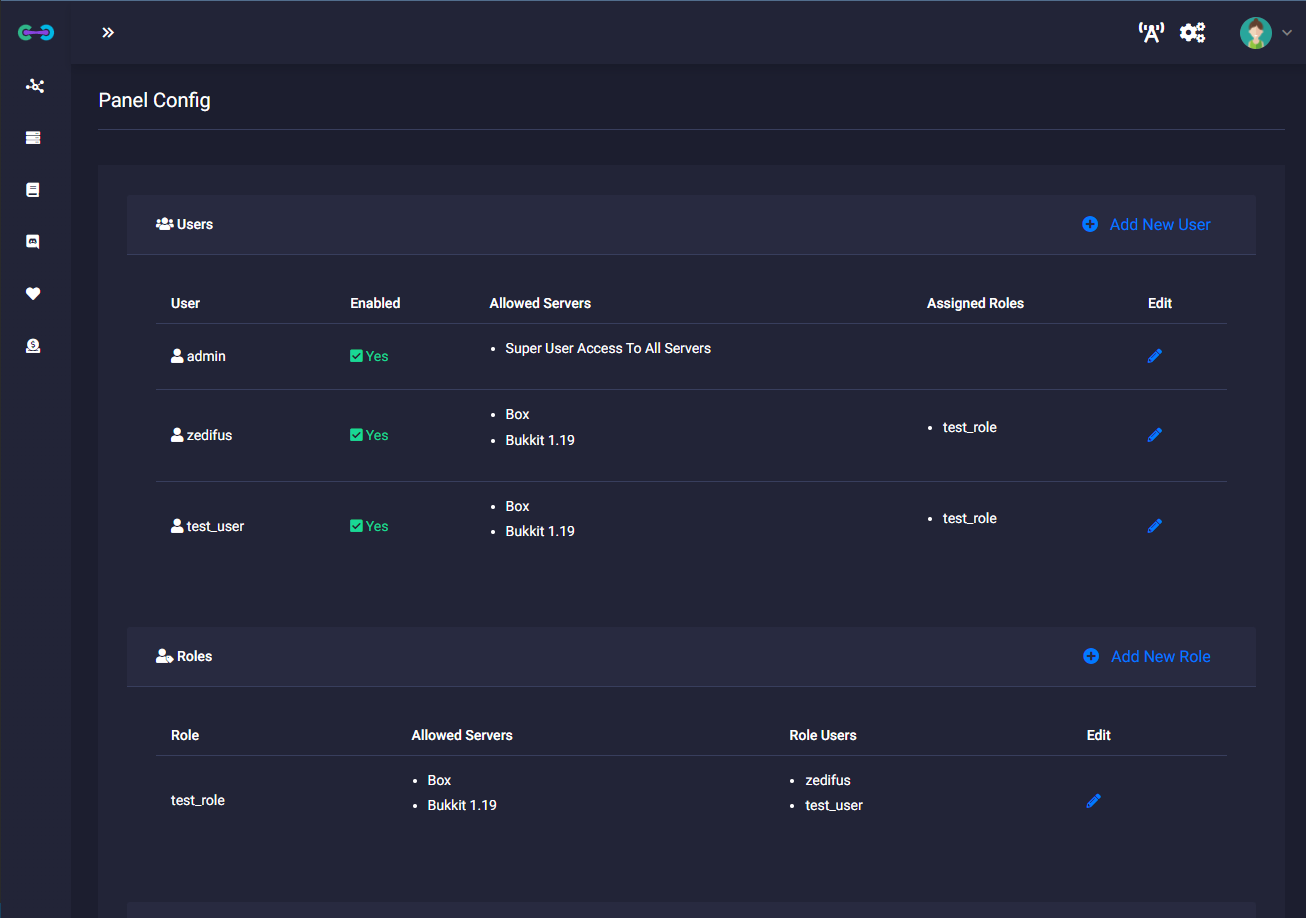 Panel Config
Users
Add New User
User Enabled Allowed Servers Assigned Roles Edit
admin Yes Super User Access To All Servers
zedifus Yes Box
Bukkit 1.19
test_role
test_user Yes Box
Bukkit 1.19
test_role
Roles
Add New Role
Role Allowed Servers Role Users Edit
test_role Box zedifus
Bukkit 1.19 test_user